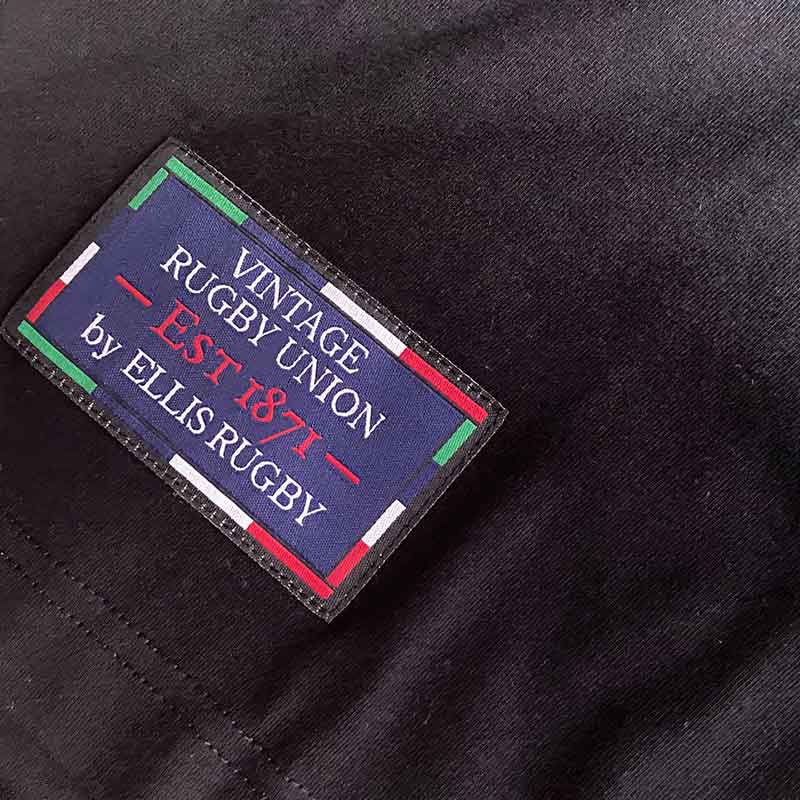 VINTAGE
RUGBY UNION
— EST 1871 —
by ELLIS RUGBY